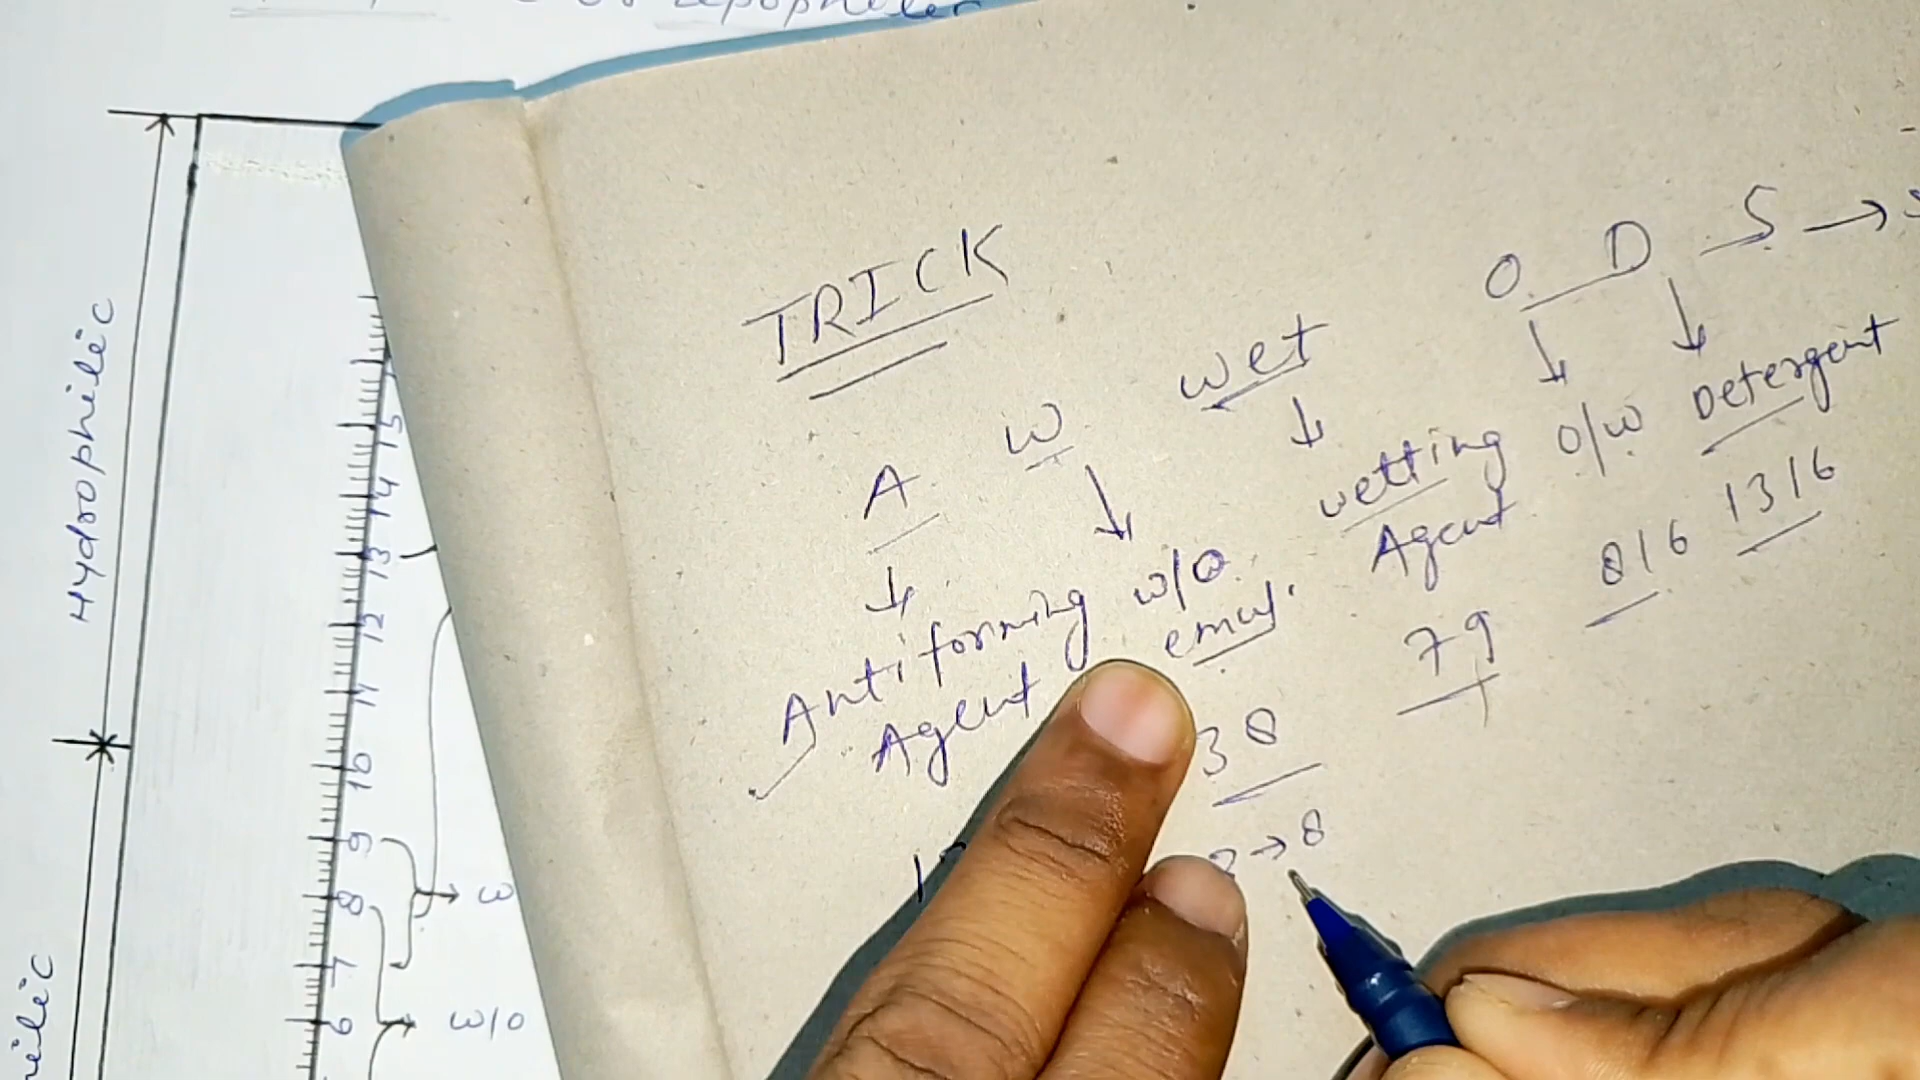 TRICK
A W wet O D S →
Antiforming Agent
w/o emul.
wetting Agent
o/w
Detergent
38
79
816
1316
→ 8
Hydrophilic
15
14
13
12
11
10
9
8
7
6
w
w/o